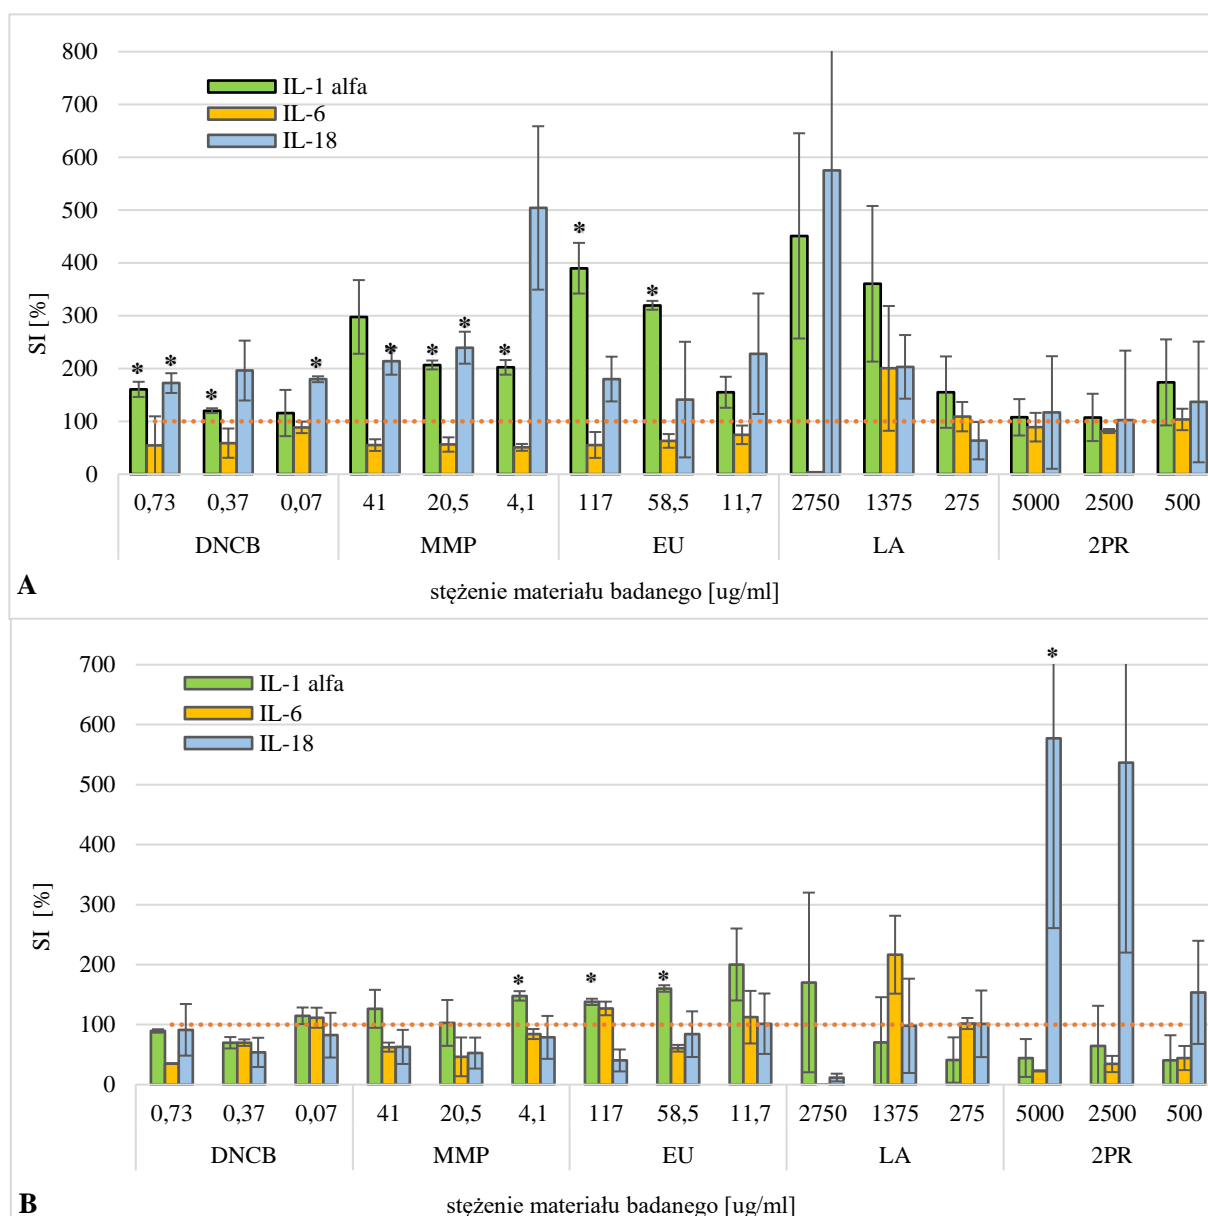 800
700
600
500
400
300
200
100
0
SI [%]
IL-1 alfa
IL-6
IL-18
* * * * * * * * * *
0,73 0,37 0,07 41 20,5 4,1 117 58,5 11,7 2750 1375 275 5000 2500 500
DNCB MMP EU LA 2PR
A
stężenie materiału badanego [ug/ml]
700
600
500
400
300
200
100
0
SI [%]
IL-1 alfa
IL-6
IL-18
* * * *
0,73 0,37 0,07 41 20,5 4,1 117 58,5 11,7 2750 1375 275 5000 2500 500
DNCB MMP EU LA 2PR
B
stężenie materiału badanego [ug/ml]